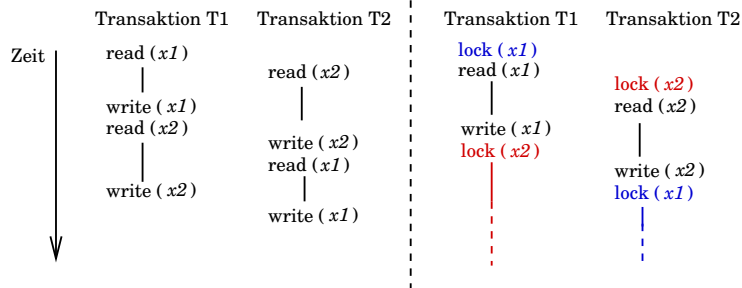 Transaktion T1
Transaktion T2
Zeit
read (x1)
write (x1)
read (x2)
write (x2)
read (x2)
write (x2)
read (x1)
write (x1)
Transaktion T1
Transaktion T2
lock (x1)
read (x1)
write (x1)
lock (x2)
lock (x2)
read (x2)
write (x2)
lock (x1)